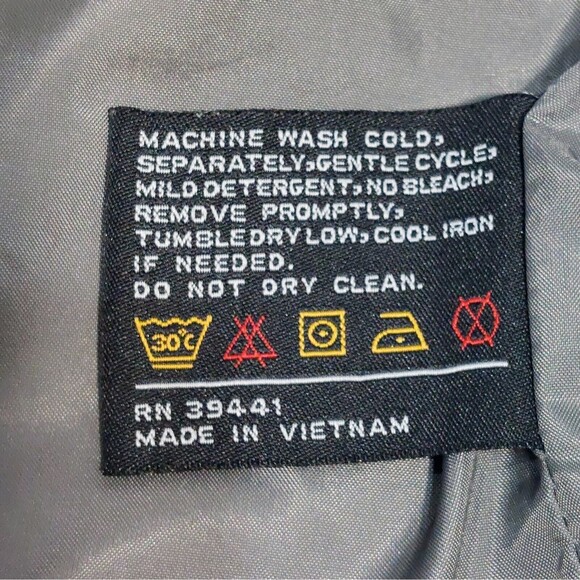 MACHINE WASH COLD,
SEPARATELY,GENTLE CYCLE,
MILD DETERGENT, NO BLEACH,
REMOVE PROMPTLY,
TUMBLE DRY LOW, COOL IRON
IF NEEDED.
DO NOT DRY CLEAN.
30°C
RN 39441
MADE IN VIETNAM